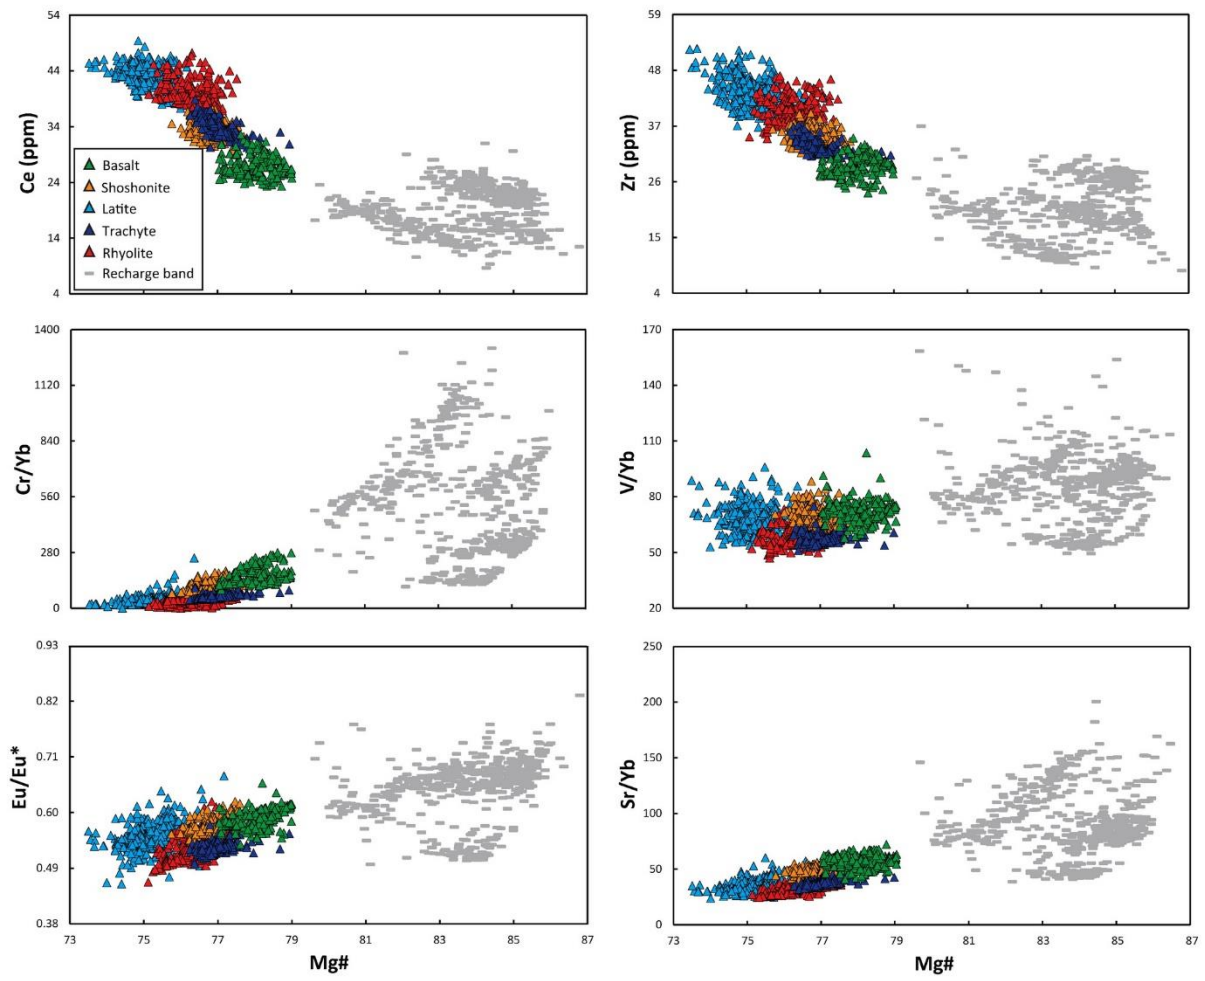 Ce (ppm)
54
44
34
24
14
4
Basalt
Shoshonite
Latite
Trachyte
Rhyolite
Recharge band
Zr (ppm)
59
48
37
26
15
4
Cr/Yb
1400
1120
840
560
280
0
V/Yb
170
140
110
80
50
20
Eu/Eu*
0.93
0.82
0.71
0.60
0.49
0.38
73 75 77 79 81 83 85 87
Mg#
Sr/Yb
250
200
150
100
50
0
73 75 77 79 81 83 85 87
Mg#